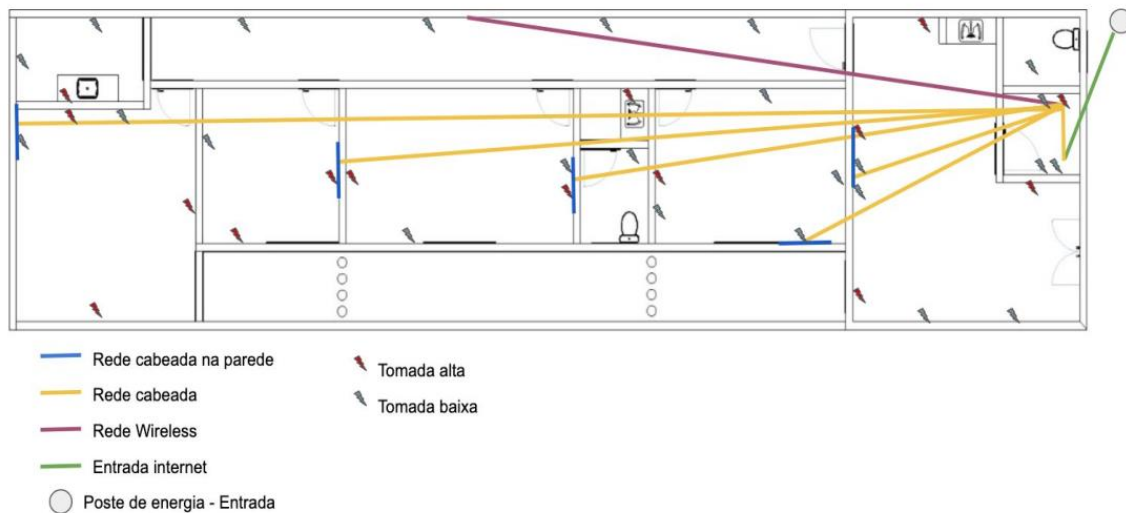 Rede cabeada na parede
Rede cabeada
Rede Wireless
Entrada internet
Poste de energia - Entrada
Tomada alta
Tomada baixa